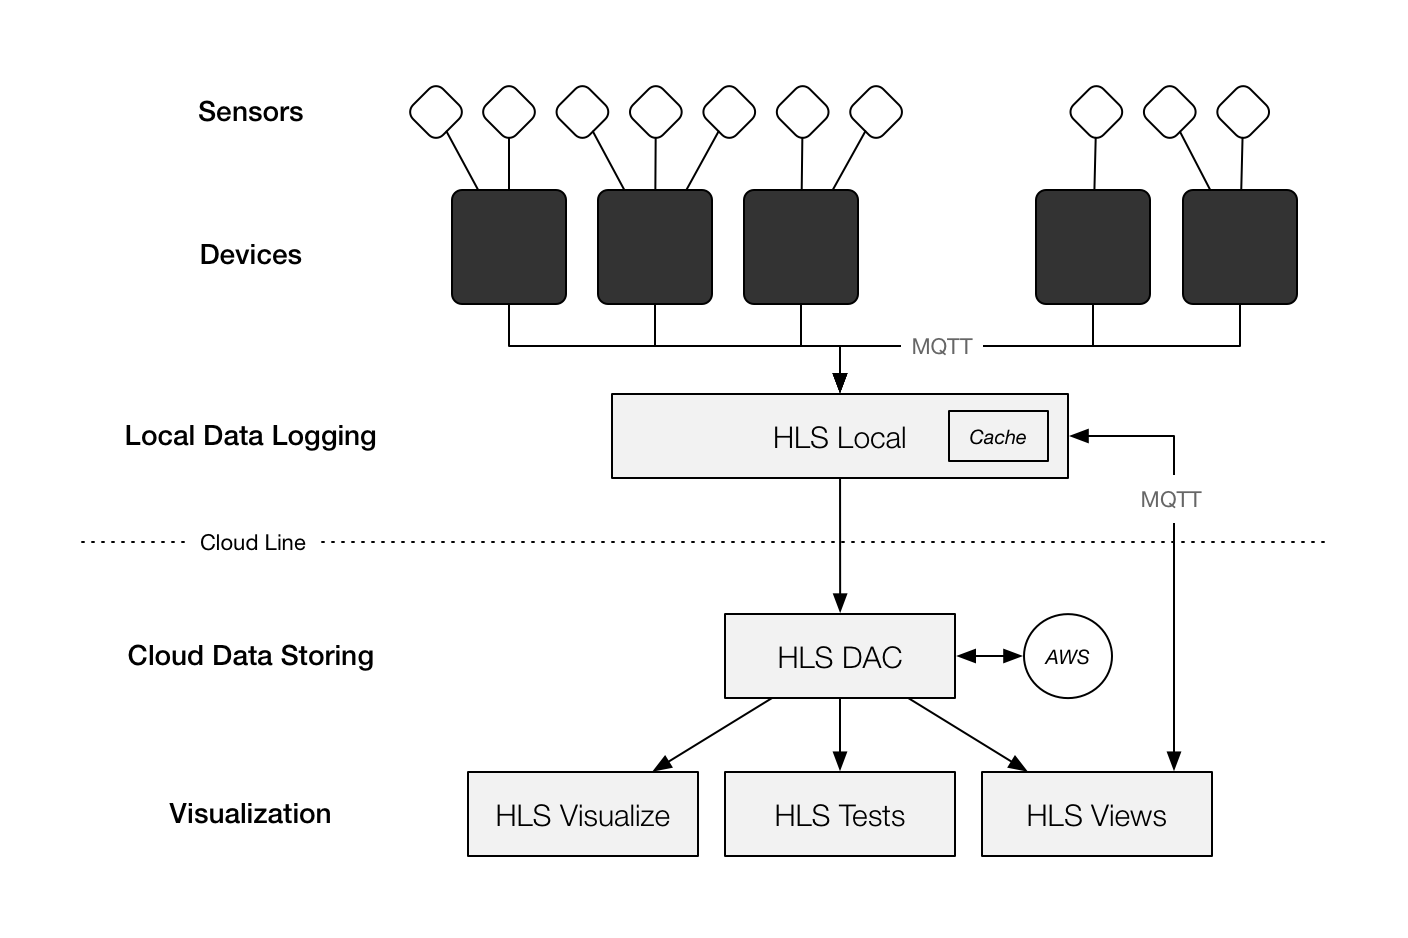 Sensors
Devices
MQTT
Local Data Logging
HLS Local
Cache
MQTT
Cloud Line
Cloud Data Storing
HLS DAC
AWS
Visualization
HLS Visualize
HLS Tests
HLS Views